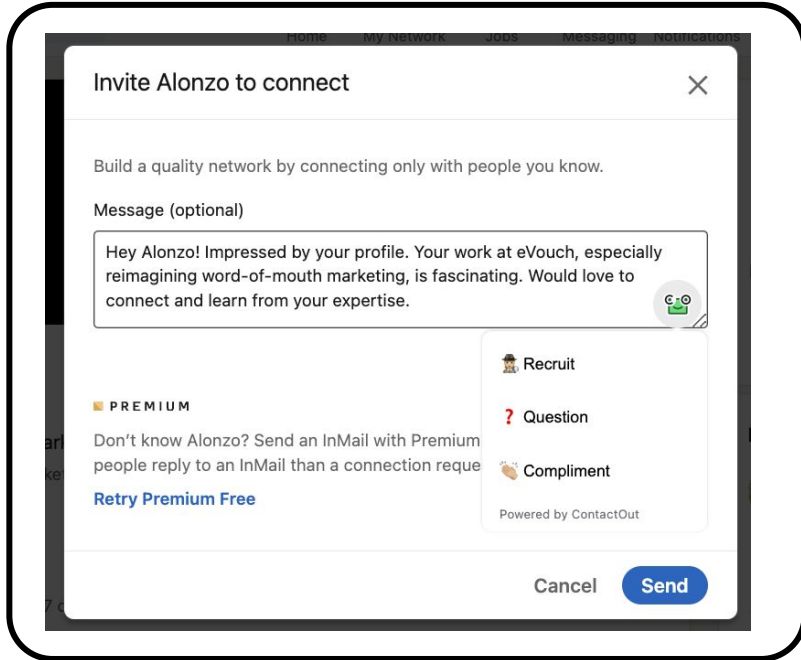 Home My Network Jobs Messaging Notifications
Invite Alonzo to connect
Build a quality network by connecting only with people you know.
Message (optional)
Hey Alonzo! Impressed by your profile. Your work at eVouch, especially
reimagining word-of-mouth marketing, is fascinating. Would love to
connect and learn from your expertise.
Recruit
Question
Compliment
Powered by ContactOut
PREMIUM
Don't know Alonzo? Send an InMail with Premium
people reply to an InMail than a connection reque
Retry Premium Free
Cancel Send